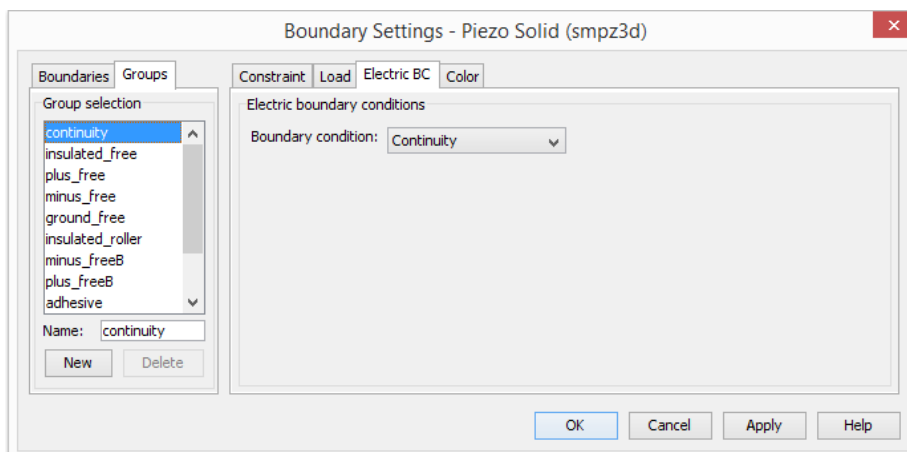 Boundary Settings - Piezo Solid (smpz3d)
Boundaries Groups
Constraint Load Electric BC Color
Group selection
Electric boundary conditions
continuity
Boundary condition: Continuity
insulated_free
plus_free
minus_free
ground_free
insulated_roller
minus_freeB
plus_freeB
adhesive
Name: continuity
New Delete
OK Cancel Apply Help